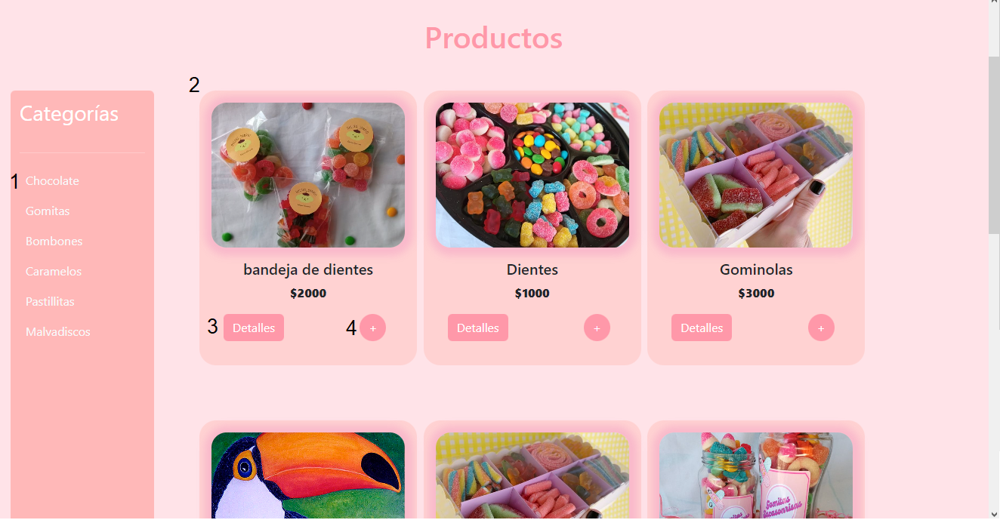 Productos
2
Categorías
1 Chocolate
Gomitas
Bombones
Caramelos
Pastillitas
Malvadiscos
bandeja de dientes
$2000
3 Detalles 4 +
Dientes
$1000
Detalles +
Gominolas
$3000
Detalles +
Gomitas